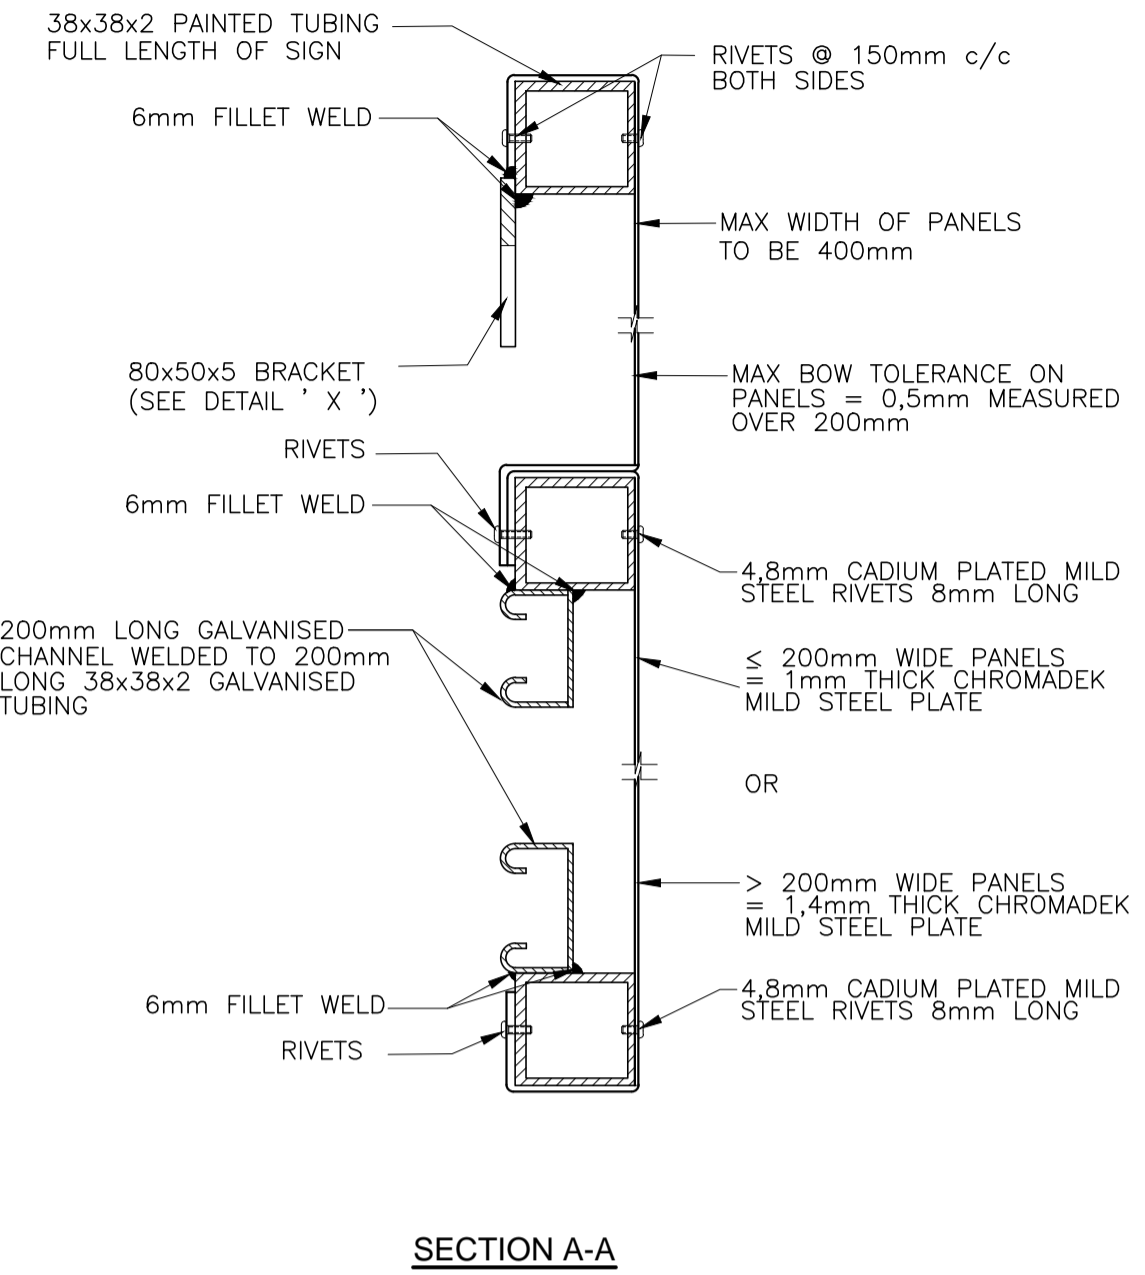 38x38x2 PAINTED TUBING
FULL LENGTH OF SIGN
RIVETS @ 150mm c/c
BOTH SIDES
6mm FILLET WELD
MAX WIDTH OF PANELS
TO BE 400mm
80x50x5 BRACKET
(SEE DETAIL ' X ')
MAX BOW TOLERANCE ON
PANELS = 0,5mm MEASURED
OVER 200mm
RIVETS
6mm FILLET WELD
4,8mm CADIUM PLATED MILD
STEEL RIVETS 8mm LONG
200mm LONG GALVANISED
CHANNEL WELDED TO 200mm
LONG 38x38x2 GALVANISED
TUBING
≤ 200mm WIDE PANELS
= 1mm THICK CHROMADEK
MILD STEEL PLATE
OR
> 200mm WIDE PANELS
= 1,4mm THICK CHROMADEK
MILD STEEL PLATE
6mm FILLET WELD
4,8mm CADIUM PLATED MILD
STEEL RIVETS 8mm LONG
RIVETS
SECTION A-A